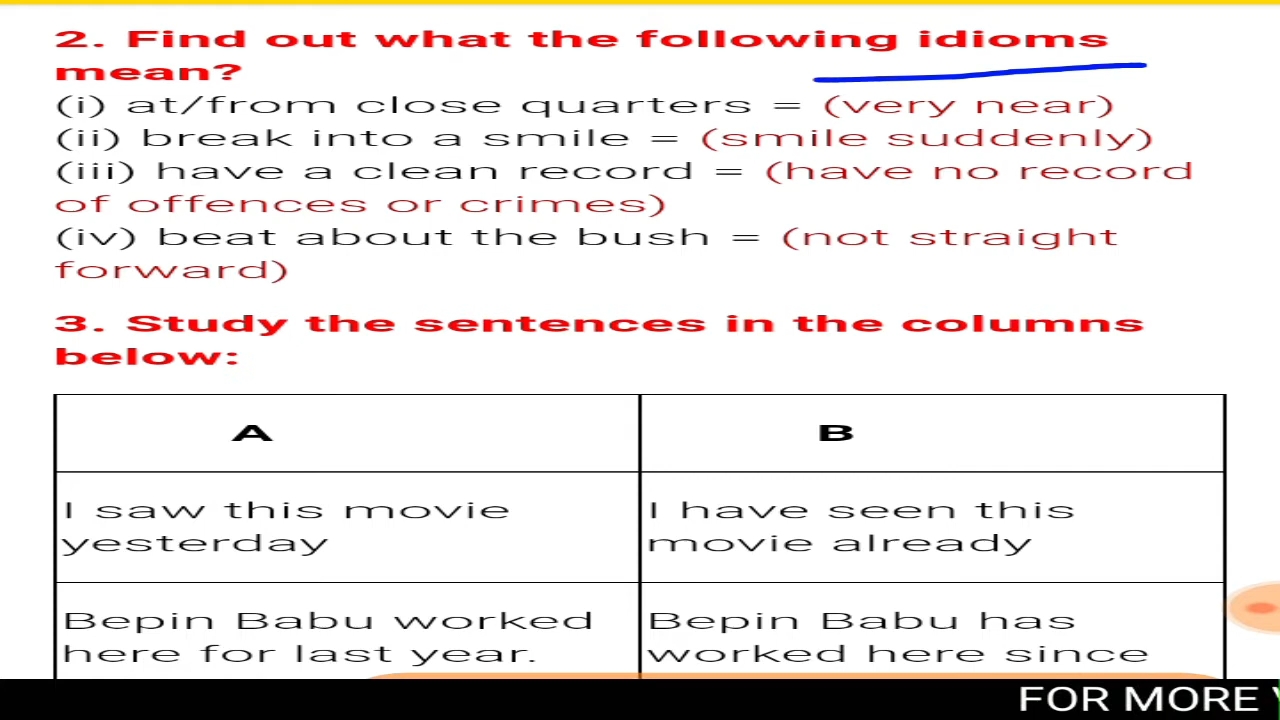 2. Find out what the following idioms
mean?
(i) at/from close quarters = (very near)
(ii) break into a smile = (smile suddenly)
(iii) have a clean record = (have no record
of offences or crimes)
(iv) beat about the bush = (not straight
forward)
3. Study the sentences in the columns
below:
A
B
I saw this movie
yesterday
I have seen this
movie already
Bepin Babu worked
here for last year.
Bepin Babu has
worked here since
FOR MORE